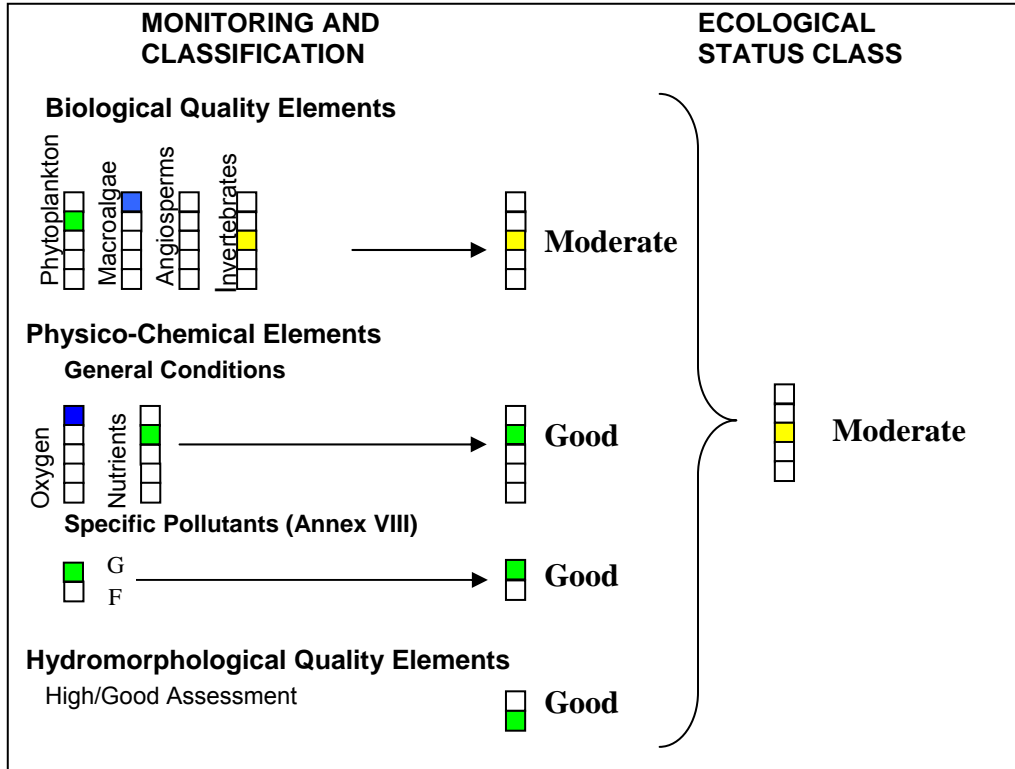 MONITORING AND
CLASSIFICATION
ECOLOGICAL
STATUS CLASS
Biological Quality Elements
Phytoplankton
Macroalgae
Angiosperms
Invertebrates
Moderate
Physico-Chemical Elements
General Conditions
Oxygen
Nutrients
Good
Moderate
Specific Pollutants (Annex VIII)
G
F
Good
Hydromorphological Quality Elements
High/Good Assessment
Good